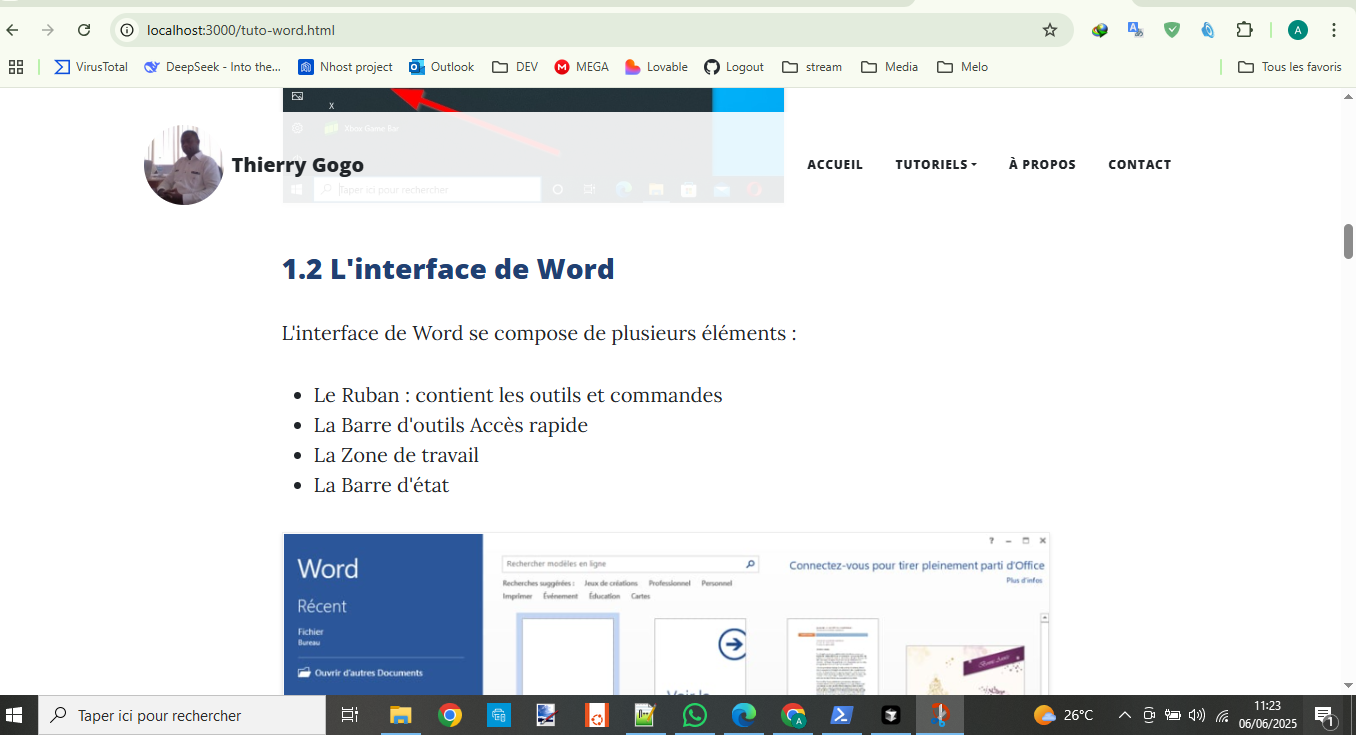 localhost:3000/tuto-word.html
A
VirusTotal
DeepSeek - Into the...
Nhost project
Outlook
DEV
MEGA
Lovable
Logout
stream
Media
Melo
Tous les favoris
X
Xbox Game Bar
Taper ici pour rechercher
Thierry Gogo
ACCUEIL
TUTORIELS
À PROPOS
CONTACT
1.2 L'interface de Word
L'interface de Word se compose de plusieurs éléments :
Le Ruban : contient les outils et commandes
La Barre d'outils Accès rapide
La Zone de travail
La Barre d'état
Word
Récent
Fichier
Bureau
Ouvrir d'autres Documents
Rechercher modèles en ligne
Recherches suggérées : Jeux de créations Professionnel Personnel
Imprimer Événement Éducation Cartes
Connectez-vous pour tirer pleinement parti d'Office
Plus d'infos
Taper ici pour rechercher
26°C
11:23
06/06/2025
1